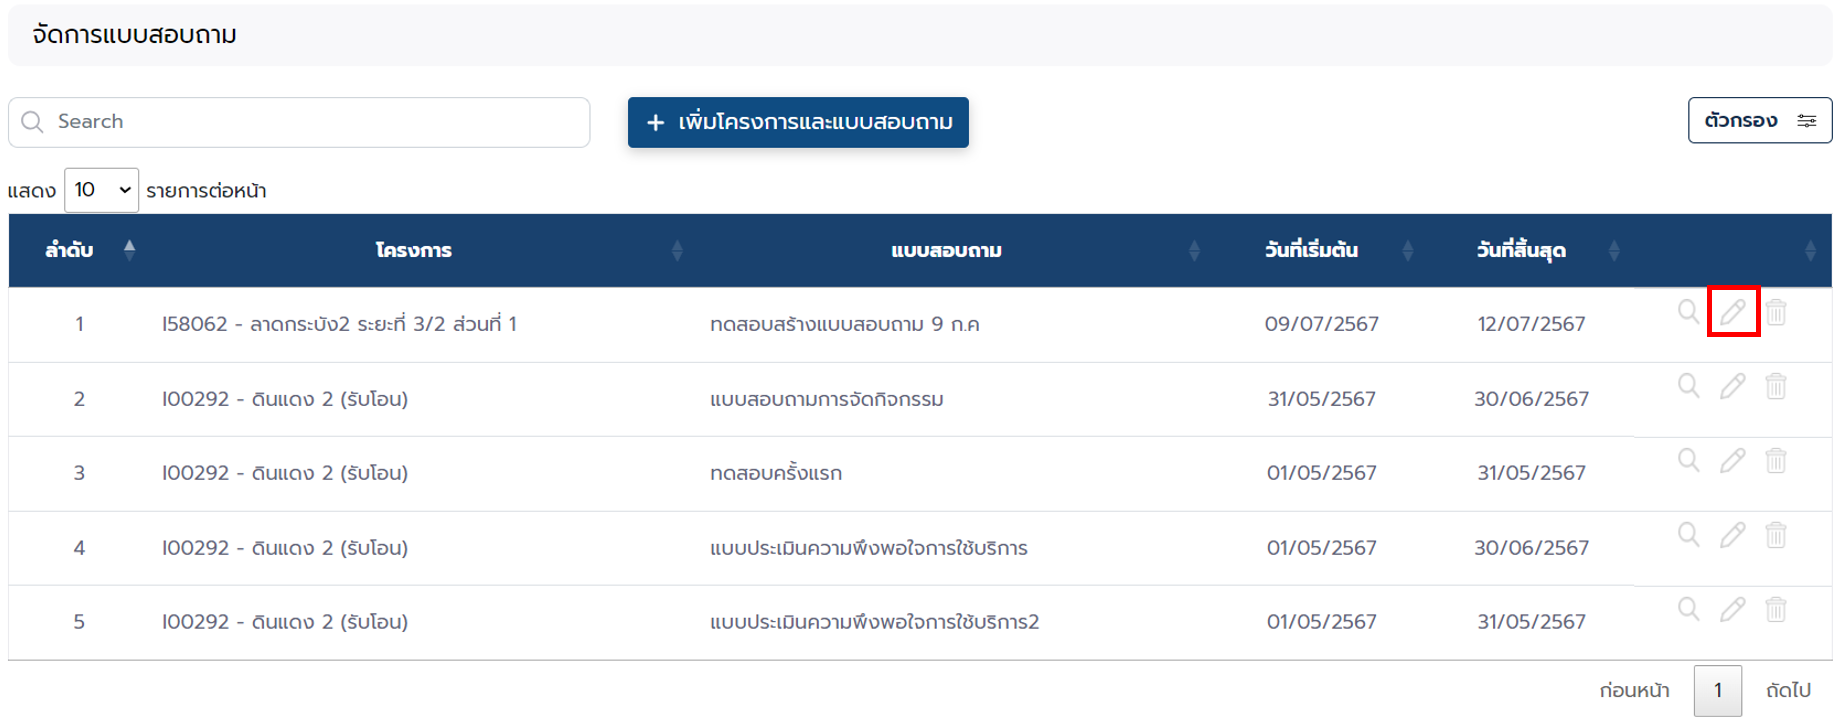 จัดการแบบสอบถาม
Search
+ เพิ่มโครงการและแบบสอบถาม
ตัวกรอง
แสดง 10 รายการต่อหน้า
ลำดับ โครงการ แบบสอบถาม วันที่เริ่มต้น วันที่สิ้นสุด
1 I58062 - ลาดกระบัง2 ระยะที่ 3/2 ส่วนที่ 1 ทดสอบสร้างแบบสอบถาม 9 ก.ค 09/07/2567 12/07/2567
2 I00292 - ดินแดง 2 (รับโอน) แบบสอบถามการจัดกิจกรรม 31/05/2567 30/06/2567
3 I00292 - ดินแดง 2 (รับโอน) ทดสอบครั้งแรก 01/05/2567 31/05/2567
4 I00292 - ดินแดง 2 (รับโอน) แบบประเมินความพึงพอใจการใช้บริการ 01/05/2567 30/06/2567
5 I00292 - ดินแดง 2 (รับโอน) แบบประเมินความพึงพอใจการใช้บริการ2 01/05/2567 31/05/2567
ก่อนหน้า 1 ถัดไป